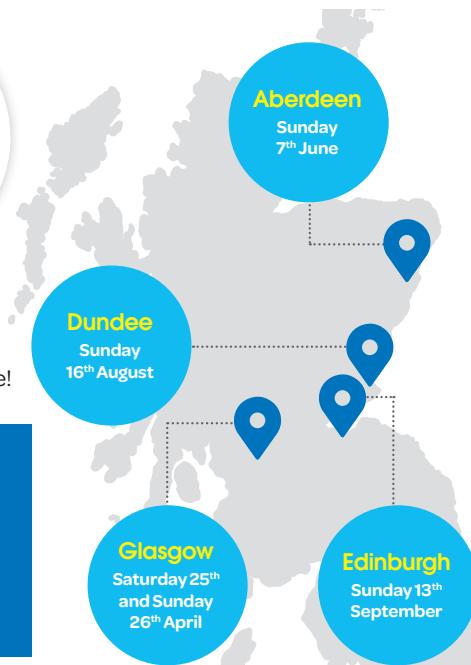 Aberdeen
Sunday
7th June
Dundee
Sunday
16th August
e!
Glasgow
Saturday 25th
and Sunday
26th April
Edinburgh
Sunday 13th
September